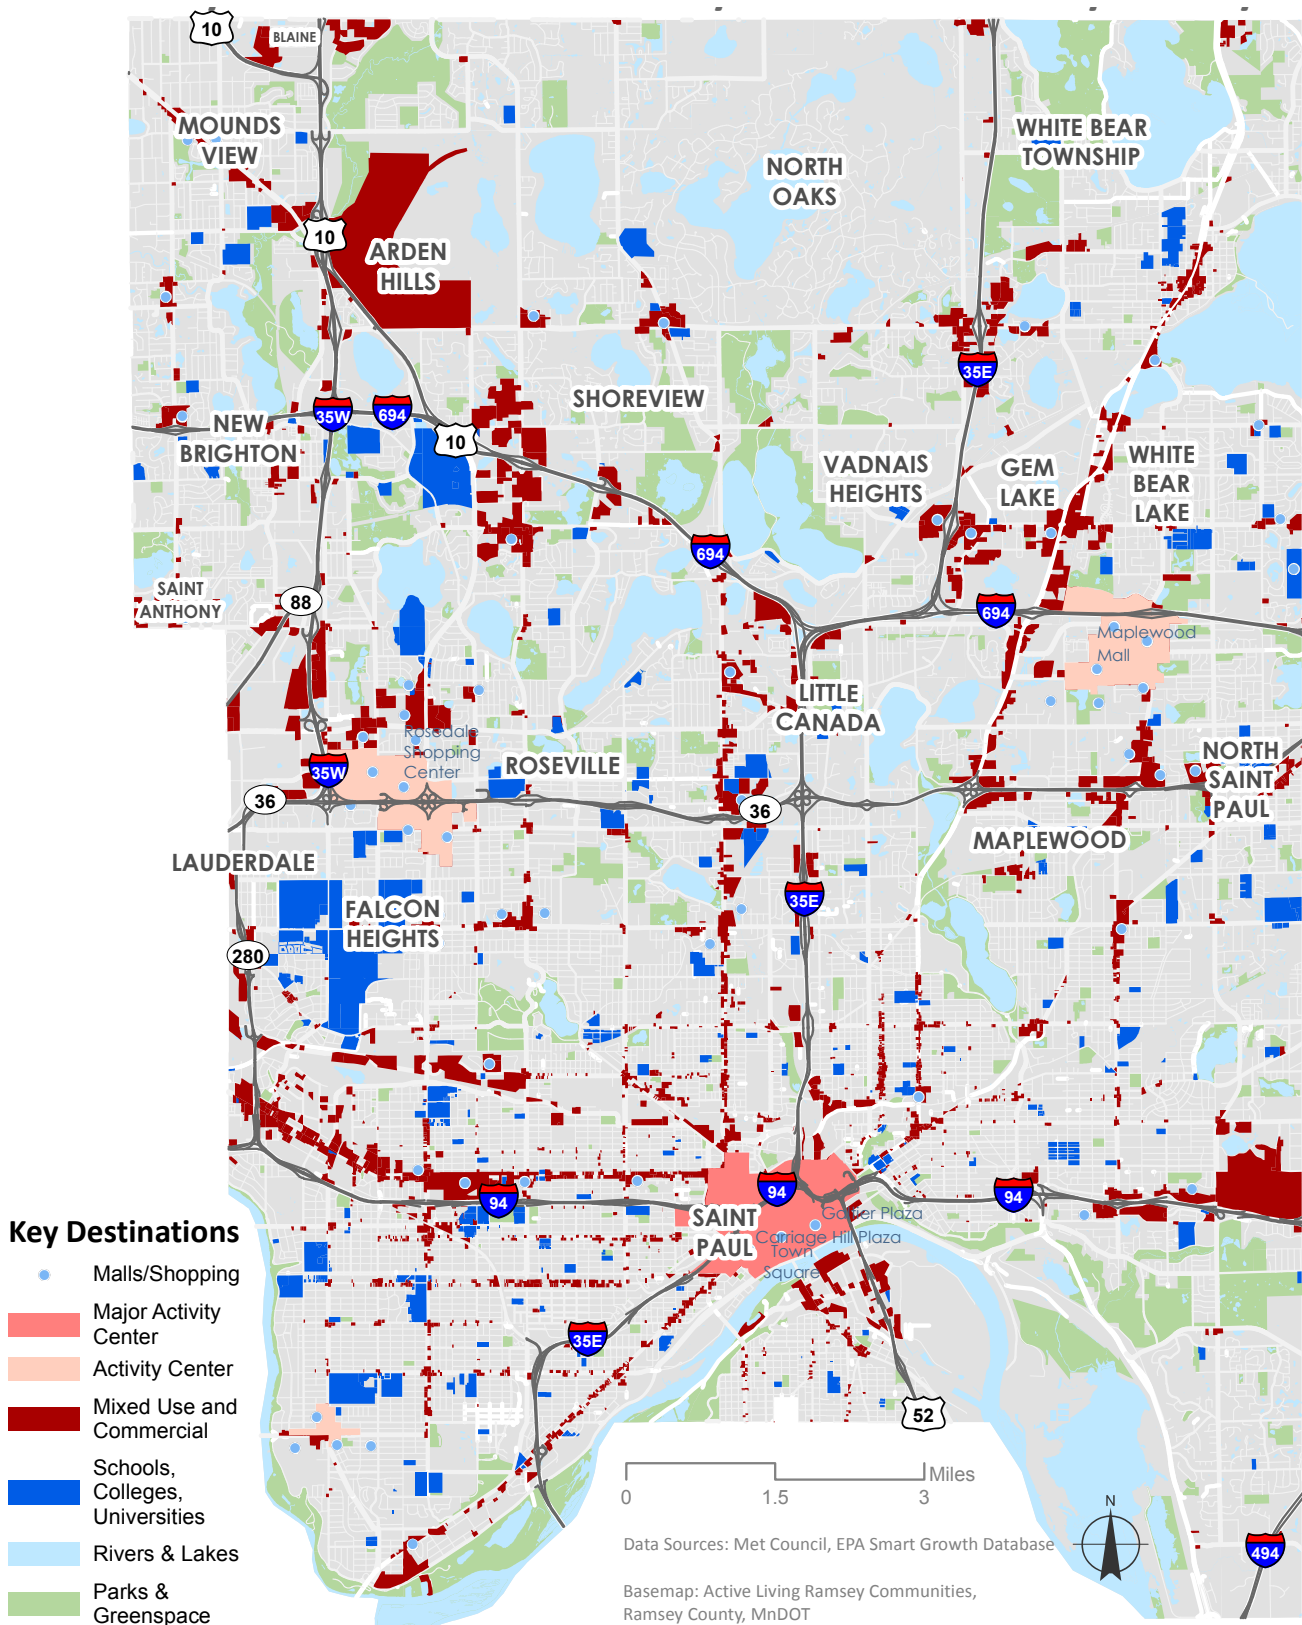 10
BLAINE
MOUNDS
VIEW
WHITE BEAR
TOWNSHIP
NORTH
OAKS
10
ARDEN
HILLS
35E
SHOREVIEW
35W
694
NEW
BRIGHTON
10
VADNAIS
HEIGHTS
GEM
LAKE
WHITE
BEAR
LAKE
694
SAINT
ANTHONY
88
694
Maplewood
Mall
LITTLE
CANADA
Rosedale
Shopping
Center
35W
ROSEVILLE
NORTH
SAINT
PAUL
36
36
MAPLEWOOD
LAUDERDALE
35E
FALCON
HEIGHTS
280
94
94
94
SAINT
PAUL
Galtier Plaza
Carriage Hill Plaza
Town
Square
35E
52
Key Destinations
Malls/Shopping
Major Activity
Center
Activity Center
Mixed Use and
Commercial
Schools,
Colleges,
Universities
Rivers & Lakes
Parks &
Greenspace
Miles
0 1.5 3
N
494
Data Sources: Met Council, EPA Smart Growth Database
Basemap: Active Living Ramsey Communities,
Ramsey County, MnDOT